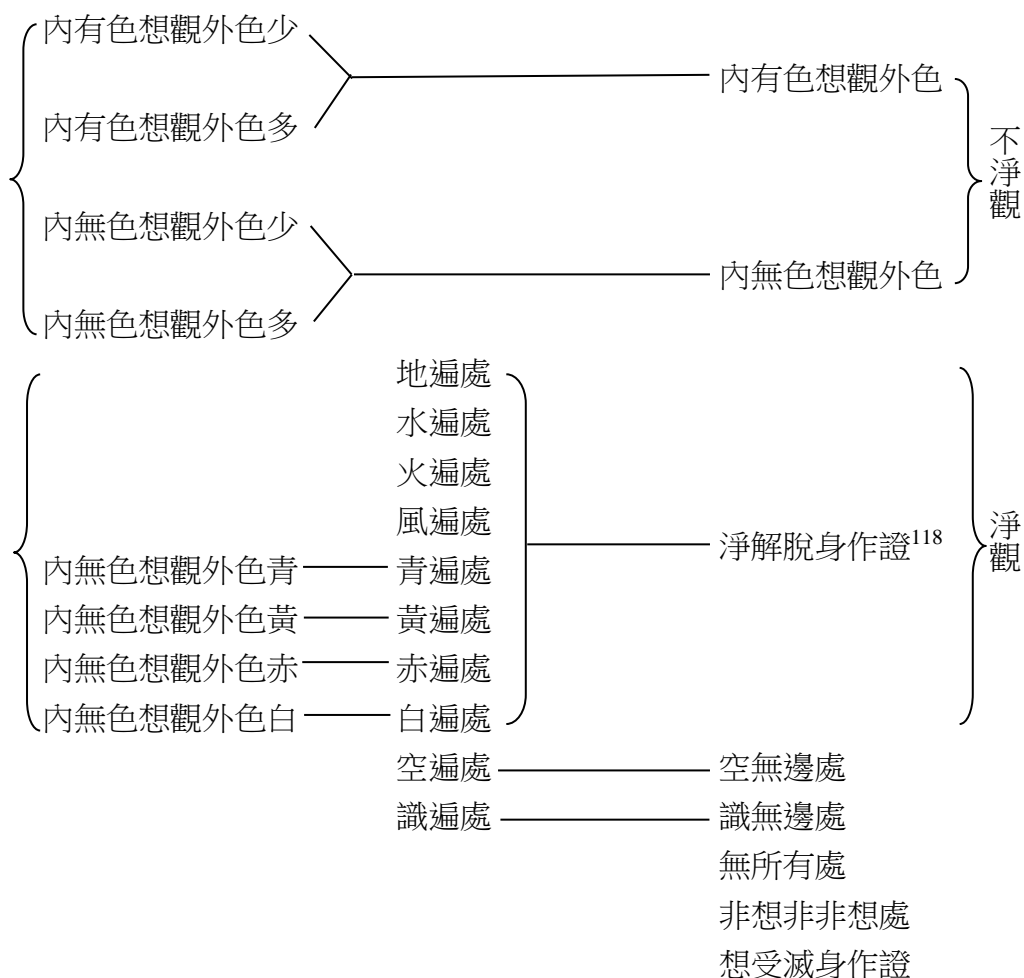 內有色想觀外色少
內有色想觀外色
內有色想觀外色多
不淨觀
內無色想觀外色少
內無色想觀外色
內無色想觀外色多
地遍處
水遍處
火遍處
風遍處
淨解脫身作證118
淨觀
內無色想觀外色青 青遍處
內無色想觀外色黃 黃遍處
內無色想觀外色赤 赤遍處
內無色想觀外色白 白遍處
空遍處 空無邊處
識遍處 識無邊處
無所有處
非想非非想處
想受滅身作證